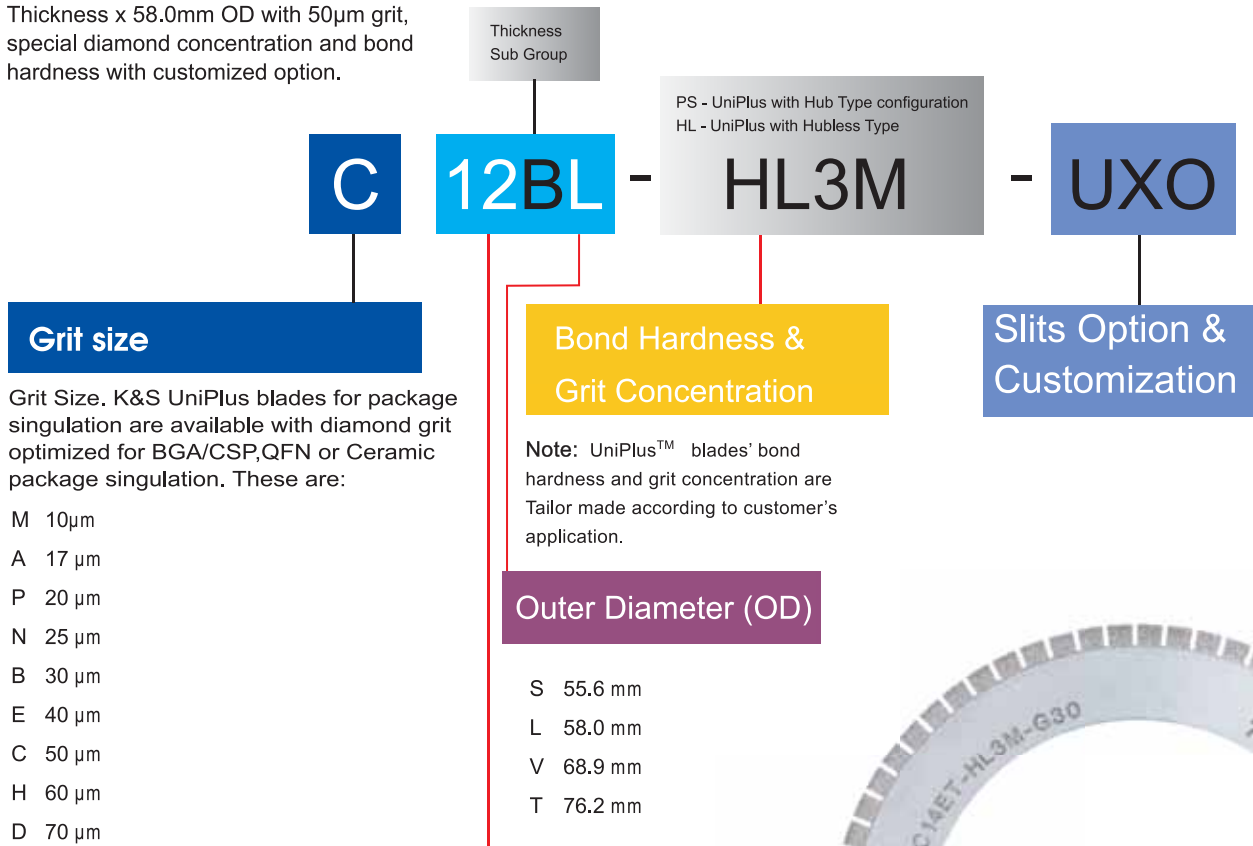 Thickness x 58.0mm OD with 50μm grit,
special diamond concentration and bond
hardness with customized option.
Thickness
Sub Group
PS - UniPlus with Hub Type configuration
HL - UniPlus with Hubless Type
C 12BL - HL3M - UXO
Grit size
Grit Size. K&S UniPlus blades for package
singulation are available with diamond grit
optimized for BGA/CSP,QFN or Ceramic
package singulation. These are:
M 10μm
A 17 μm
P 20 μm
N 25 μm
B 30 μm
E 40 μm
C 50 μm
H 60 μm
D 70 μm
Bond Hardness &
Grit Concentration
Note: UniPlus™ blades' bond
hardness and grit concentration are
Tailor made according to customer's
application.
Outer Diameter (OD)
S 55.6 mm
L 58.0 mm
V 68.9 mm
T 76.2 mm
Slits Option &
Customization
C14ET-HL3M-G30